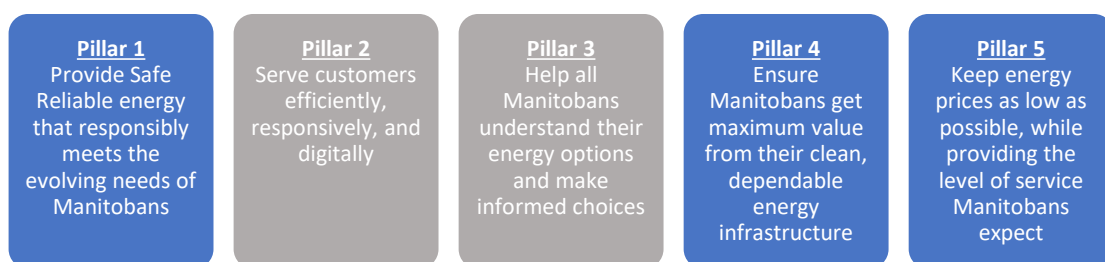 Pillar 1
Provide Safe
Reliable energy
that responsibly
meets the
evolving needs of
Manitobans
Pillar 2
Serve customers
efficiently,
responsively, and
digitally
Pillar 3
Help all
Manitobans
understand their
energy options
and make
informed choices
Pillar 4
Ensure
Manitobans get
maximum value
from their clean,
dependable
energy
infrastructure
Pillar 5
Keep energy
prices as low as
possible, while
providing the
level of service
Manitobans
expect